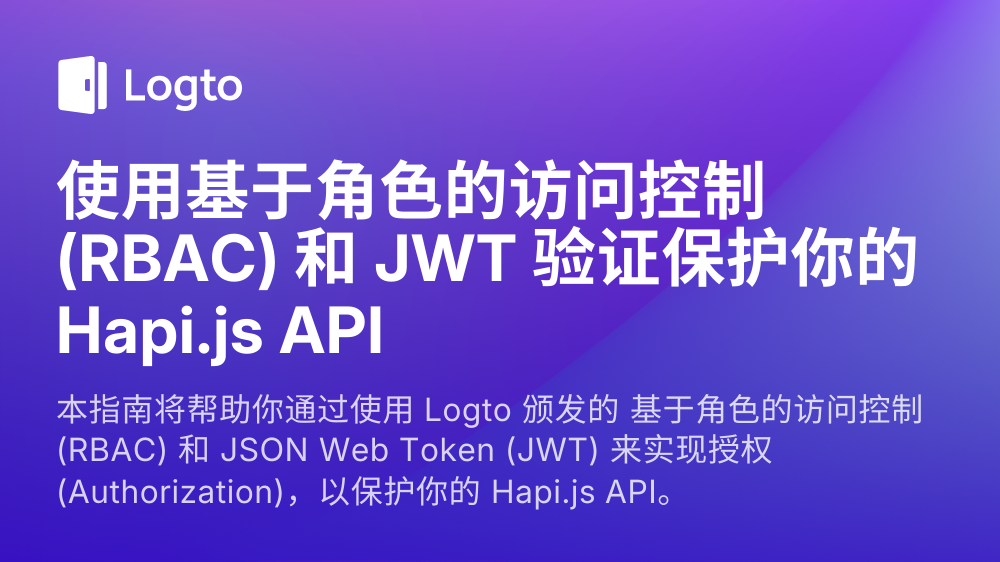 Logto
使用基于角色的访问控制
(RBAC) 和 JWT 验证保护你的
Hapi.js API
本指南将帮助你通过使用 Logto 颁发的 基于角色的访问控制
(RBAC) 和 JSON Web Token (JWT) 来实现授权
(Authorization)，以保护你的 Hapi.js API。